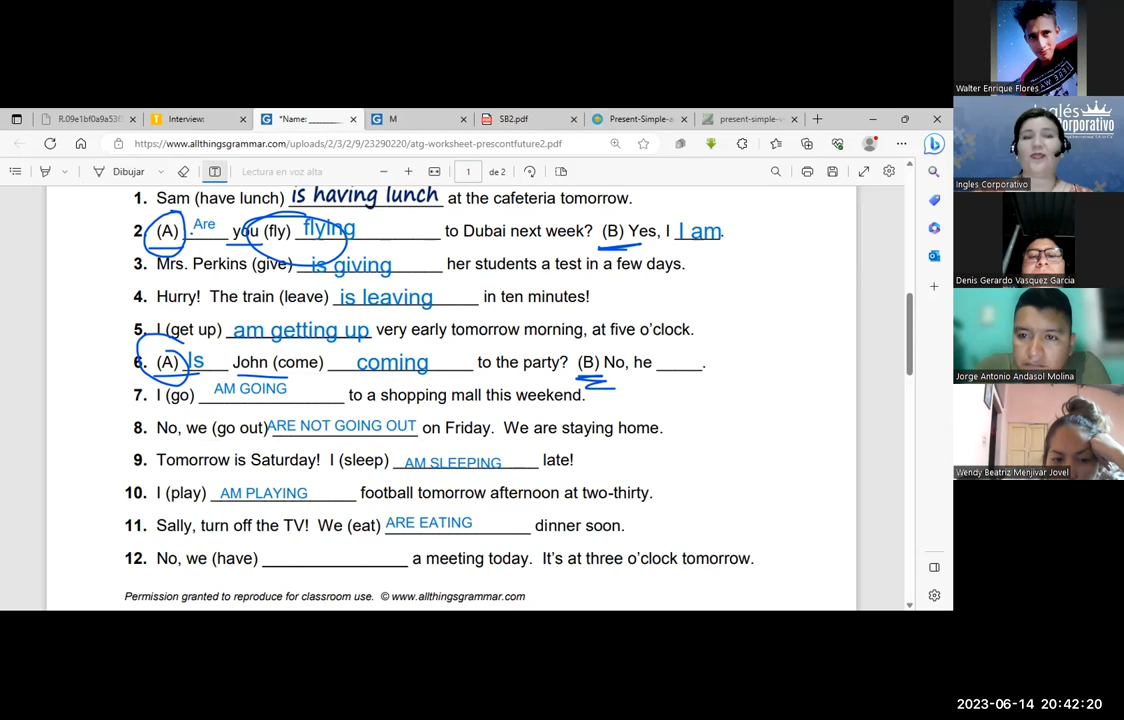 Walter Enrique Flores
Inglés
Corporativo
Ingles Corporativo
Denis Gerardo Vasquez Garcia
Jorge Antonio Andasol Molina
Wendy Beatriz Menjivar Jovel
R.09e1bf0a9a53f
Interview:
*Name: ________
M
SB2.pdf
Present-Simple-a
present-simple-v
https://www.allthingsgrammar.com/uploads/2/3/2/9/23290220/atg-worksheet-prescontfuture2.pdf
Dibujar
Lectura en voz alta
1
de 2
1. Sam (have lunch) is having lunch at the cafeteria tomorrow.
2. (A) Are you (fly) flying to Dubai next week? (B) Yes, I I am.
3. Mrs. Perkins (give) is giving her students a test in a few days.
4. Hurry! The train (leave) is leaving in ten minutes!
5. I (get up) am getting up very early tomorrow morning, at five o'clock.
6. (A) Is John (come) coming to the party? (B) No, he _____.
7. I (go) AM GOING to a shopping mall this weekend.
8. No, we (go out) ARE NOT GOING OUT on Friday. We are staying home.
9. Tomorrow is Saturday! I (sleep) AM SLEEPING late!
10. I (play) AM PLAYING football tomorrow afternoon at two-thirty.
11. Sally, turn off the TV! We (eat) ARE EATING dinner soon.
12. No, we (have) ________________ a meeting today. It's at three o'clock tomorrow.
Permission granted to reproduce for classroom use. © www.allthingsgrammar.com
2023-06-14 20:42:20